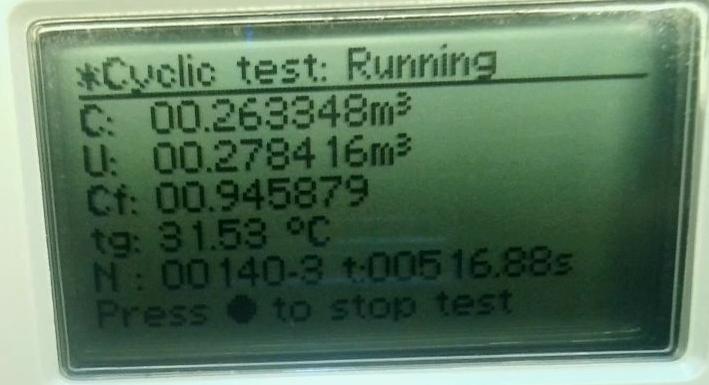 *Cyclic test: Running
C: 00.263348m³
U: 00.278416m³
Cf: 00.945879
tg: 31.53 °C
N : 00140-3 t:00516.88s
Press ● to stop test